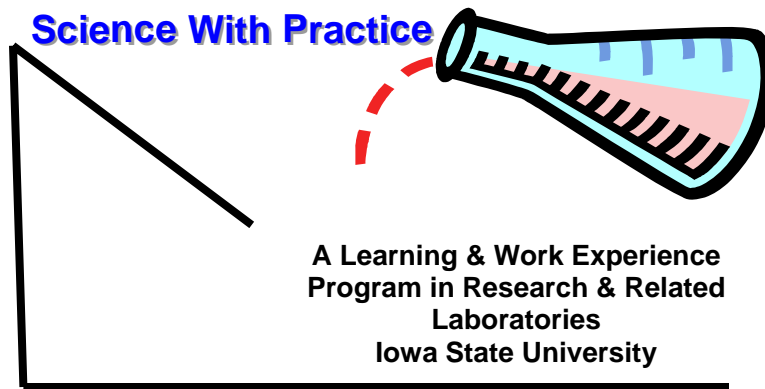 Science With Practice
A Learning & Work Experience
Program in Research & Related
Laboratories
Iowa State University